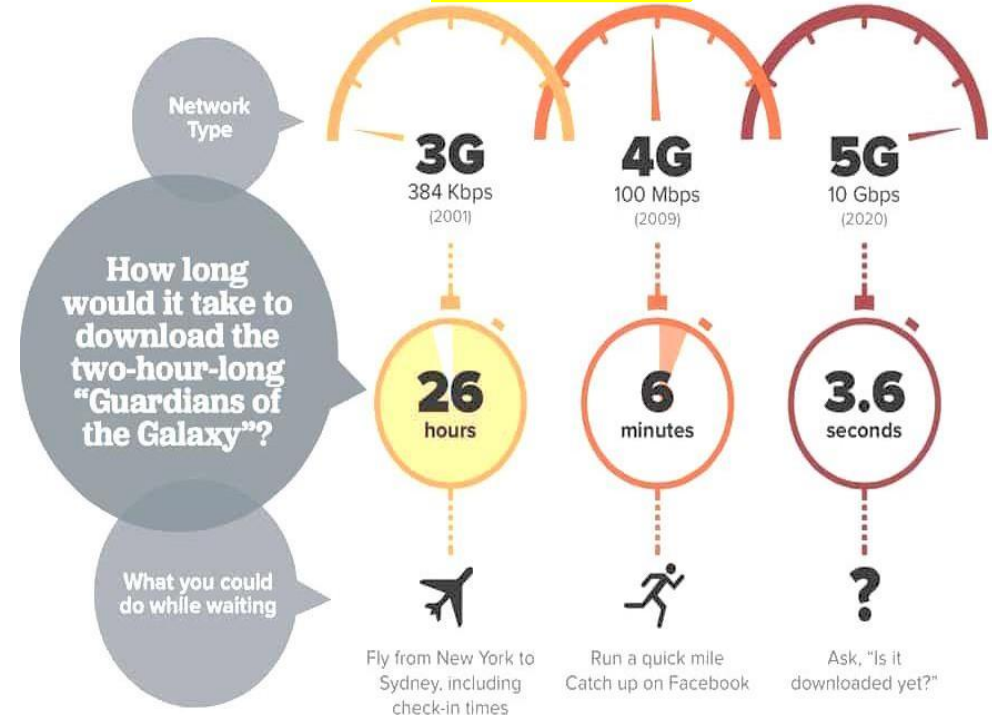 Network
Type
3G
384 Kbps
(2001)
4G
100 Mbps
(2009)
5G
10 Gbps
(2020)
How long
would it take to
download the
two-hour-long
“Guardians of
the Galaxy”?
26
hours
6
minutes
3.6
seconds
What you could
do while waiting
Fly from New York to
Sydney, including
check-in times
Run a quick mile
Catch up on Facebook
Ask, “Is it
downloaded yet?”